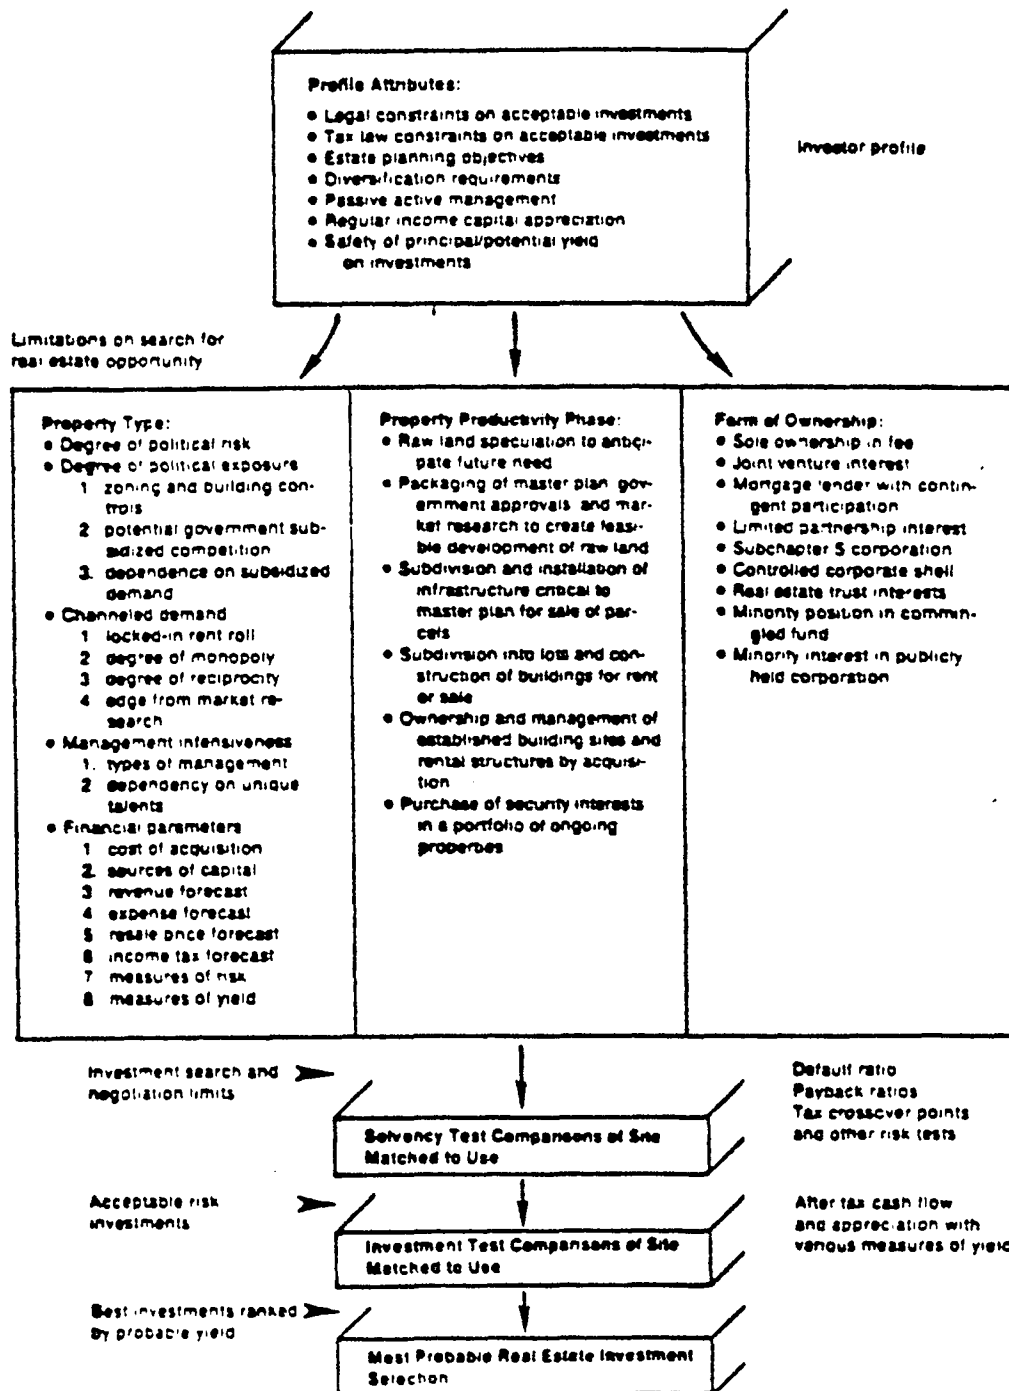 Profile Attributes:
• Legal constraints on acceptable investments
• Tax law constraints on acceptable investments
• Estate planning objectives
• Diversification requirements
• Passive active management
• Regular income capital appreciation
• Safety of principal/potential yield
on investments
Investor profile
Limitations on search for
real estate opportunity
Property Type:
• Degree of political risk
• Degree of political exposure
1 zoning and building con-
trols
2 potential government sub-
sidized competition
3. dependence on subsidized
demand
• Channeled demand
1 locked-in rent roll
2 degree of monopoly
3 degree of reciprocity
4 edge from market re-
search
• Management intensiveness
1. types of management
2 dependency on unique
talents
• Financial parameters
1 cost of acquisition
2. sources of capital
3 revenue forecast
4 expense forecast
5 resale price forecast
6 income tax forecast
7 measures of risk
8 measures of yield
Property Productivity Phase:
• Raw land speculation to antici-
pate future need
• Packaging of master plan, gov-
ernment approvals, and mar-
ket research to create feasi-
ble development of raw land
• Subdivision and installation of
infrastructure critical to
master plan for sale of par-
cels
• Subdivision into lots and con-
struction of buildings for rent
or sale
• Ownership and management of
established building sites and
rental structures by acquisi-
tion
• Purchase of security interests
in a portfolio of ongoing
properties
Form of Ownership:
• Sole ownership in fee
• Joint venture interest
• Mortgage lender with contin-
gent participation
• Limited partnership interest
• Subchapter S corporation
• Controlled corporate shell
• Real estate trust interests
• Minority position in commin-
gled fund
• Minority interest in publicly
held corporation
Investment search and
negotiation limits
Solvency Test Comparisons of Site
Matched to Use
Default ratio
Payback ratios
Tax crossover points
and other risk tests
Acceptable risk
investments
Investment Test Comparisons of Site
Matched to Use
After tax cash flow
and appreciation with
various measures of yield
Best investments ranked
by probable yield
Most Probable Real Estate Investment
Selection